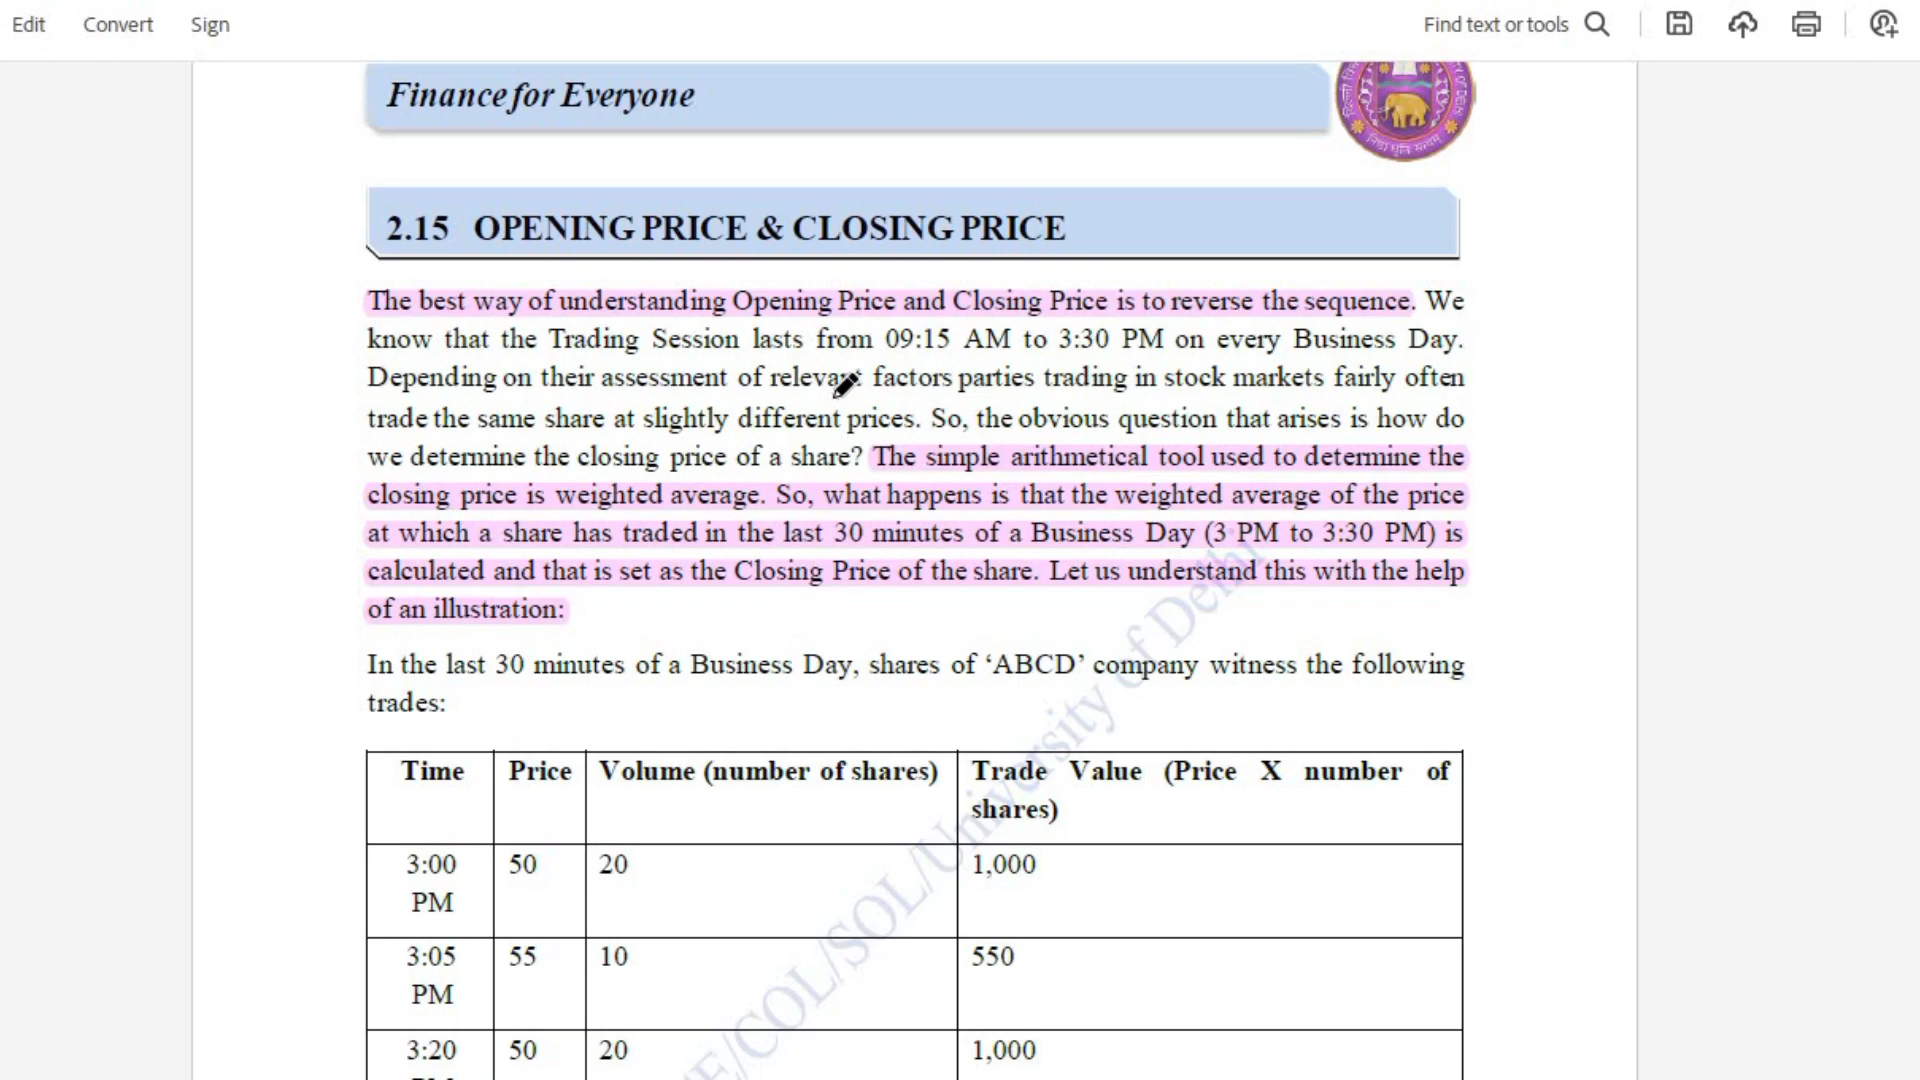 Edit Convert Sign Find text or tools
Finance for Everyone
2.15 OPENING PRICE & CLOSING PRICE
The best way of understanding Opening Price and Closing Price is to reverse the sequence. We
know that the Trading Session lasts from 09:15 AM to 3:30 PM on every Business Day.
Depending on their assessment of relevant factors parties trading in stock markets fairly often
trade the same share at slightly different prices. So, the obvious question that arises is how do
we determine the closing price of a share? The simple arithmetical tool used to determine the
closing price is weighted average. So, what happens is that the weighted average of the price
at which a share has traded in the last 30 minutes of a Business Day (3 PM to 3:30 PM) is
calculated and that is set as the Closing Price of the share. Let us understand this with the help
of an illustration:
In the last 30 minutes of a Business Day, shares of ‘ABCD’ company witness the following
trades:
Time Price Volume (number of shares) Trade Value (Price X number of
shares)
3:00 50 20 1,000
PM
3:05 55 10 550
PM
3:20 50 20 1,000
/COL/SOL/University of Delhi